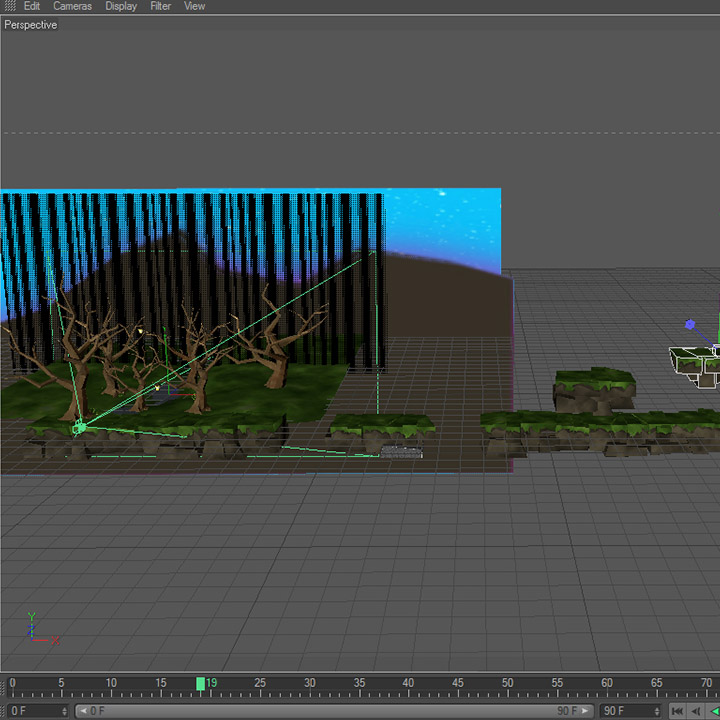 Edit Cameras Display Filter View
Perspective
Y
X
0 5 10 15 19 25 30 35 40 45 50 55 60 65 70
0 F 0 F 90 F 90 F